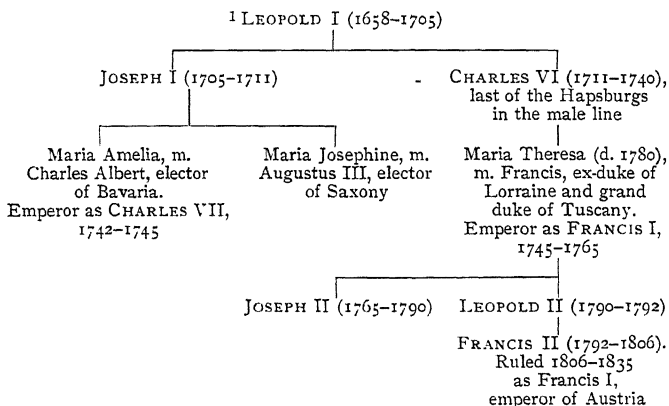 1 LEOPOLD I (1658–1705)
JOSEPH I (1705–1711)
CHARLES VI (1711–1740),
last of the Hapsburgs
in the male line
Maria Amelia, m.
Charles Albert, elector
of Bavaria.
Emperor as CHARLES VII,
1742–1745
Maria Josephine, m.
Augustus III, elector
of Saxony
Maria Theresa (d. 1780),
m. Francis, ex-duke of
Lorraine and grand
duke of Tuscany.
Emperor as FRANCIS I,
1745–1765
JOSEPH II (1765–1790)
LEOPOLD II (1790–1792)
FRANCIS II (1792–1806).
Ruled 1806–1835
as Francis I,
emperor of Austria